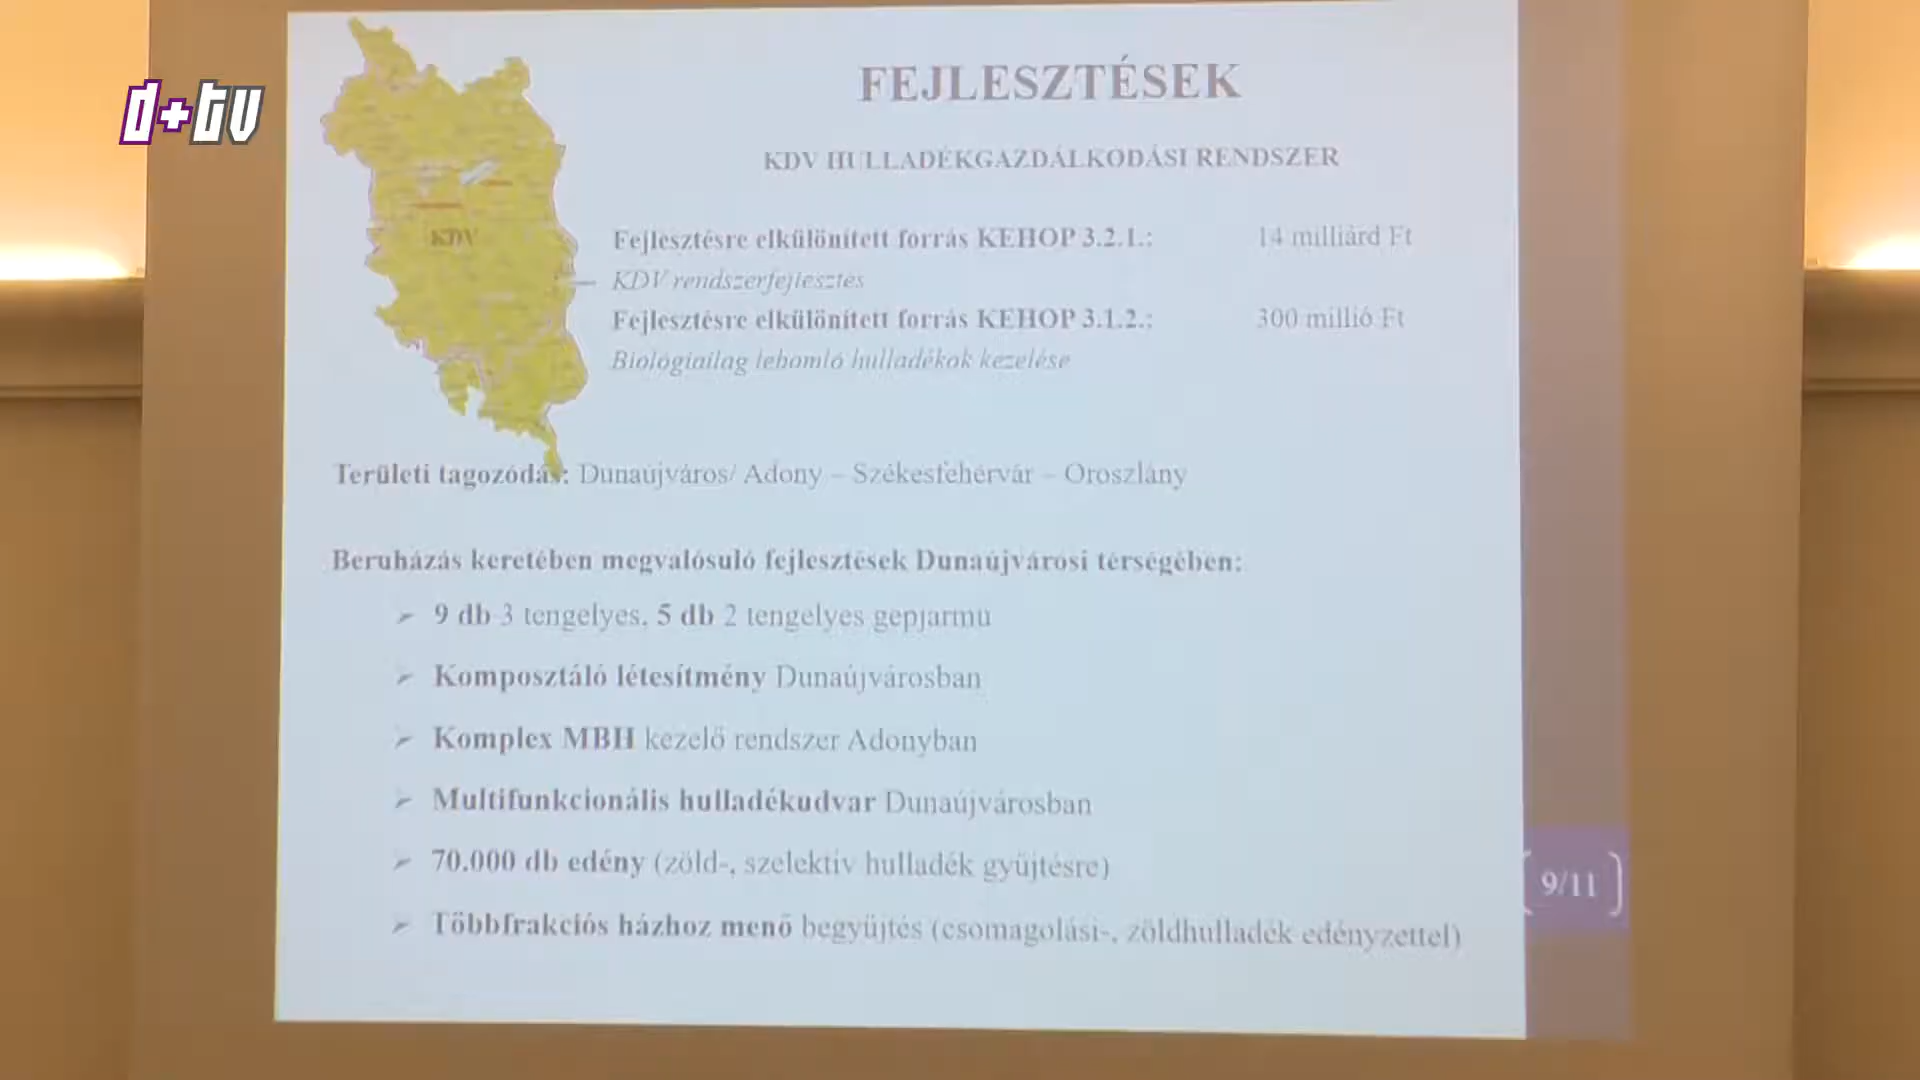 d+tv
FEJLESZTÉSEK
KDV HULLADÉKGAZDÁLKODÁSI RENDSZER
KDV
Fejlesztésre elkülönített forrás KEHOP 3.2.1.: 14 milliárd Ft
KDV rendszerfejlesztés
Fejlesztésre elkülönített forrás KEHOP 3.1.2.: 300 millió Ft
Biológiailag lebomló hulladékok kezelése
Területi tagozódás: Dunaújváros/ Adony – Székesfehérvár – Oroszlány
Beruházás keretében megvalósuló fejlesztések Dunaújvárosi térségében:
➢ 9 db 3 tengelyes, 5 db 2 tengelyes gépjármű
➢ Komposztáló létesítmény Dunaújvárosban
➢ Komplex MBH kezelő rendszer Adonyban
➢ Multifunkcionális hulladékudvar Dunaújvárosban
➢ 70.000 db edény (zöld-, szelektív hulladék gyűjtésre)
➢ Többfrakciós házhoz menő begyűjtés (csomagolási-, zöldhulladék edényzettel)
9/11